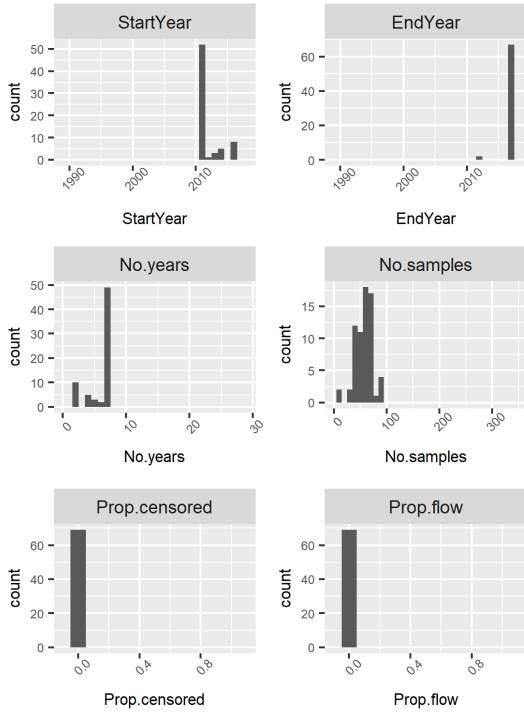 StartYear
EndYear
count
50
40
30
20
10
0
1990
2000
2010
StartYear
count
60
40
20
0
1990
2000
2010
EndYear
No.years
No.samples
count
50
40
30
20
10
0
0
10
20
30
No.years
count
15
10
5
0
0
100
200
300
No.samples
Prop.censored
Prop.flow
count
60
40
20
0
0.0
0.4
0.8
Prop.censored
count
60
40
20
0
0.0
0.4
0.8
Prop.flow